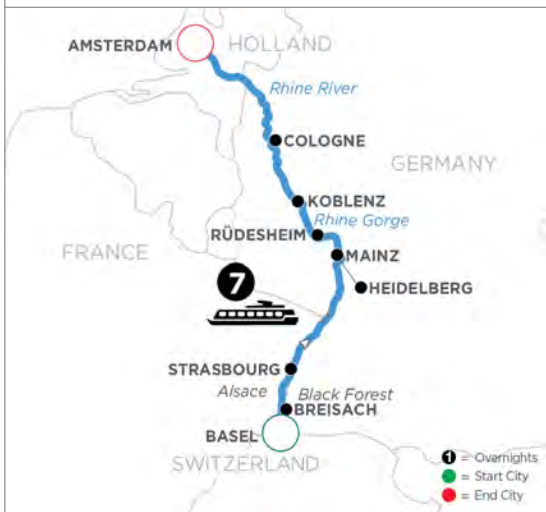 AMSTERDAM
HOLLAND
Rhine River
COLOGNE
GERMANY
KOBLENZ
Rhine Gorge
RÜDESHEIM
FRANCE
MAINZ
7
HEIDELBERG
STRASBOURG
Alsace
Black Forest
BREISACH
BASEL
SWITZERLAND
1 = Overnights
= Start City
= End City